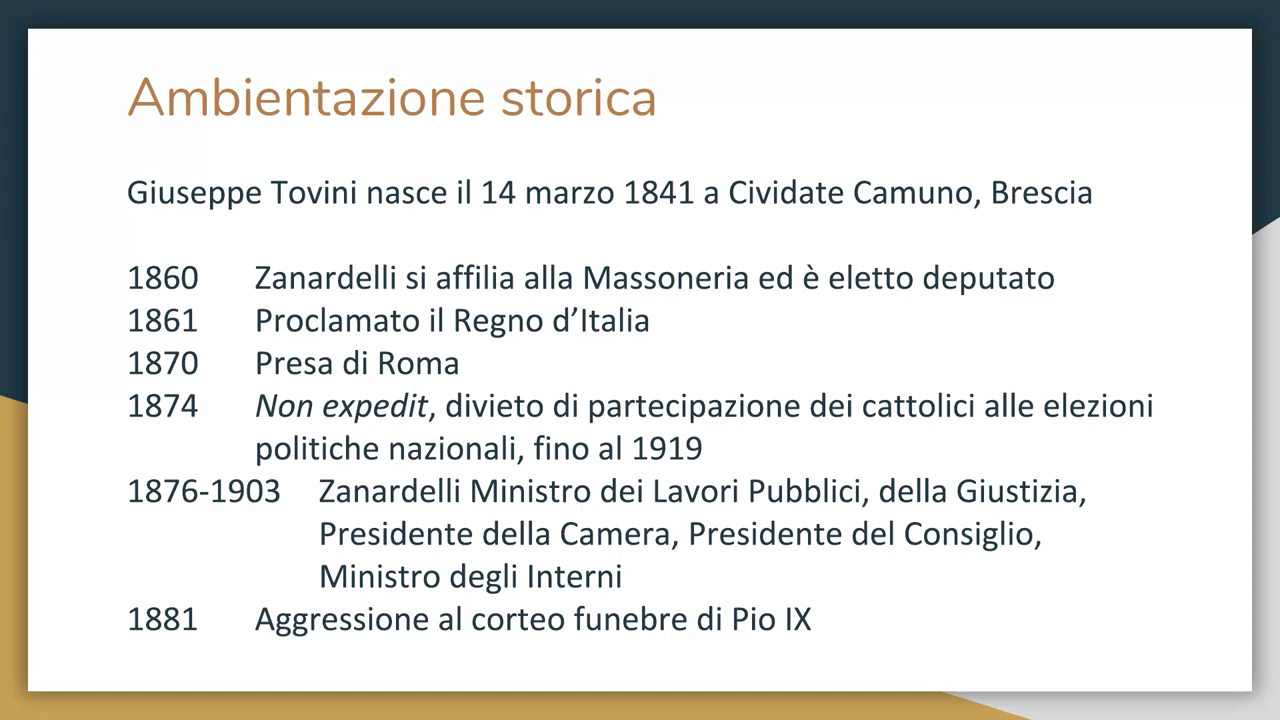 Ambientazione storica
Giuseppe Tovini nasce il 14 marzo 1841 a Cividate Camuno, Brescia
1860 Zanardelli si affilia alla Massoneria ed è eletto deputato
1861 Proclamato il Regno d’Italia
1870 Presa di Roma
1874 Non expedit, divieto di partecipazione dei cattolici alle elezioni
politiche nazionali, fino al 1919
1876-1903 Zanardelli Ministro dei Lavori Pubblici, della Giustizia,
Presidente della Camera, Presidente del Consiglio,
Ministro degli Interni
1881 Aggressione al corteo funebre di Pio IX